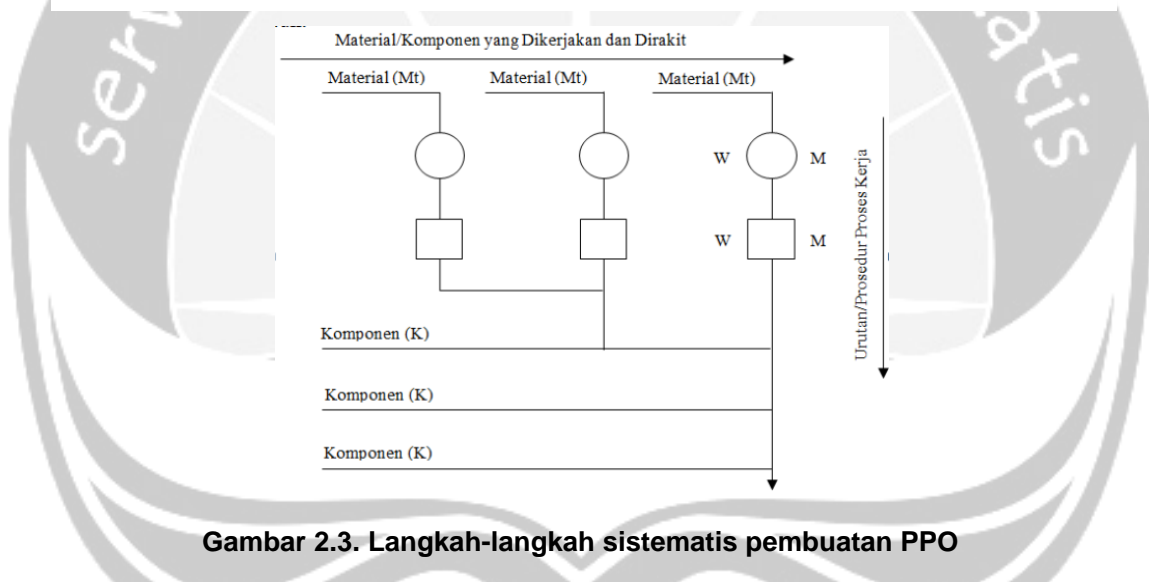 Material/Komponen yang Dikerjakan dan Dirakit
Material (Mt)
Material (Mt)
Material (Mt)
W
M
W
M
Urutan/Prosedur Proses Kerja
Komponen (K)
Komponen (K)
Komponen (K)
Gambar 2.3. Langkah-langkah sistematis pembuatan PPO